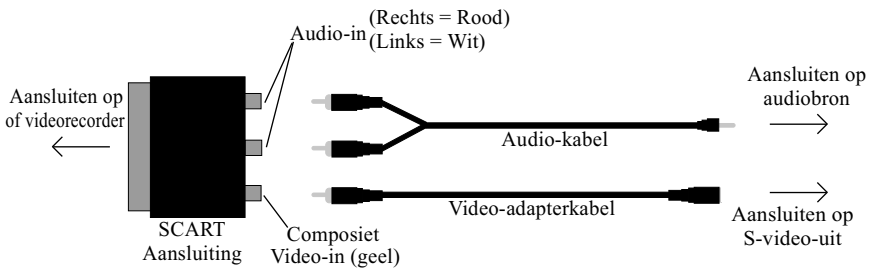 Audio-in
(Rechts = Rood)
(Links = Wit)
Aansluiten op
of videorecorder
Aansluiten op
audiobron
Audio-kabel
Video-adapterkabel
Aansluiten op
S-video-uit
SCART
Aansluiting
Composiet
Video-in (geel)